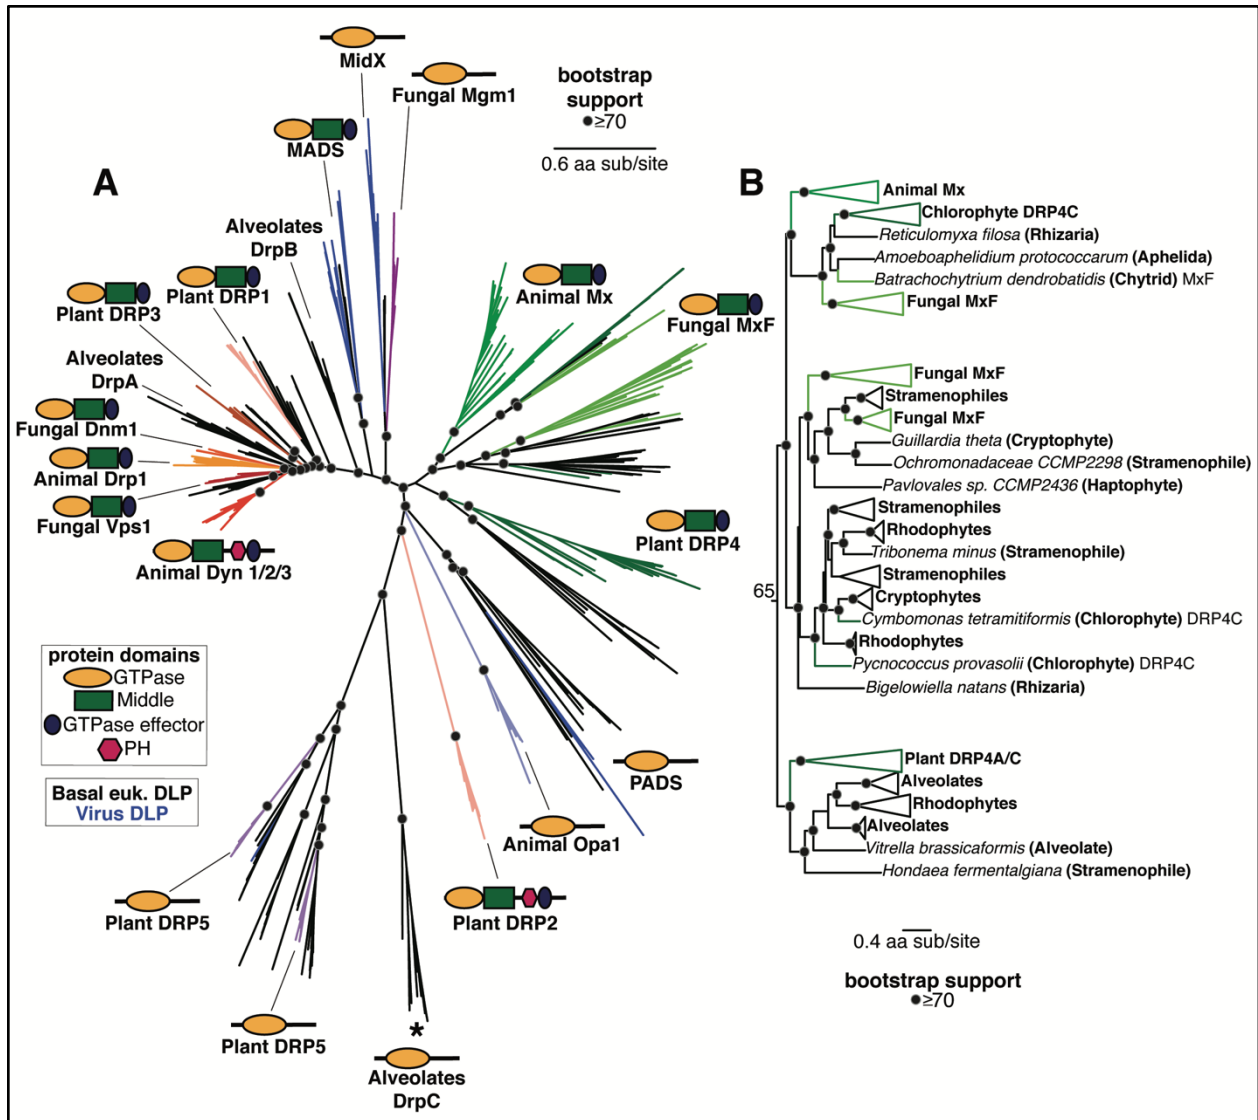 MidX
Fungal Mgm1
bootstrap
support
≥70
0.6 aa sub/site
A
MADS
Alveolates
DrpB
Plant DRP1
Plant DRP3
Alveolates
DrpA
Fungal Dnm1
Animal Drp1
Fungal Vps1
Animal Dyn 1/2/3
Animal Mx
Fungal MxF
Plant DRP4
PADS
Animal Opa1
Plant DRP2
Alveolates
DrpC
*
Plant DRP5
Plant DRP5
protein domains
GTPase
Middle
GTPase effector
PH
Basal euk. DLP
Virus DLP
B
Animal Mx
Chlorophyte DRP4C
Reticulomyxa filosa (Rhizaria)
Amoeboaphelidium protococcarum (Aphelida)
Batrachochytrium dendrobatidis (Chytrid) MxF
Fungal MxF
Fungal MxF
Stramenophiles
Fungal MxF
Guillardia theta (Cryptophyte)
Ochromonadaceae CCMP2298 (Stramenophile)
Pavlovales sp. CCMP2436 (Haptophyte)
Stramenophiles
Rhodophytes
Tribonema minus (Stramenophile)
Stramenophiles
65
Cryptophytes
Cymbomonas tetramitiformis (Chlorophyte) DRP4C
Rhodophytes
Pycnococcus provasolii (Chlorophyte) DRP4C
Bigelowiella natans (Rhizaria)
Plant DRP4A/C
Alveolates
Rhodophytes
Alveolates
Vitrella brassicaformis (Alveolate)
Hondaea fermentalgiana (Stramenophile)
0.4 aa sub/site
bootstrap support
≥70